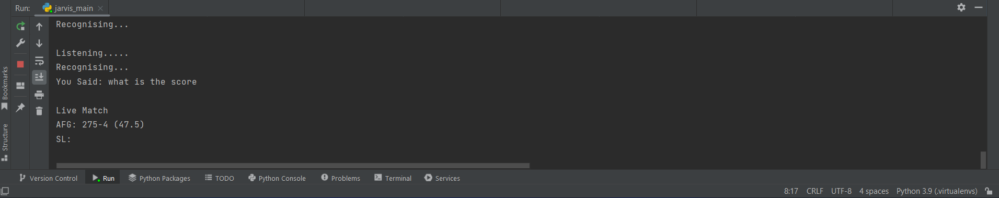 Run: jarvis_main
Recognising...
Listening.....
Recognising...
You Said: what is the score
Live Match
AFG: 275-4 (47.5)
SL:
Bookmarks
Structure
Version Control Run Python Packages TODO Python Console Problems Terminal Services
8:17 CRLF UTF-8 4 spaces Python 3.9 (.virtualenvs)